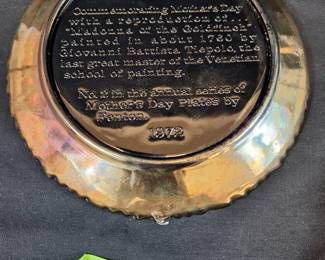 Commemorating Mother's Day
with a reproduction of
"Madonna of the Goldfinch"
painted in about 1760 by
Giovanni Battista Tiepolo, the
last great master of the Venetian
school of painting.
No. 2 in the annual series of
Mother's Day Plates by
Fenton.
1972